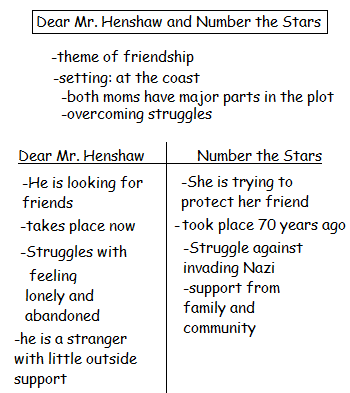 Dear Mr. Henshaw and Number the Stars
-theme of friendship
-setting: at the coast
-both moms have major parts in the plot
-overcoming struggles
Dear Mr. Henshaw
-He is looking for
friends
-takes place now
-Struggles with
feeling
lonely and
abandoned
-he is a stranger
with little outside
support
Number the Stars
-She is trying to
protect her friend
-took place 70 years ago
-Struggle against
invading Nazi
-support from
family and
community